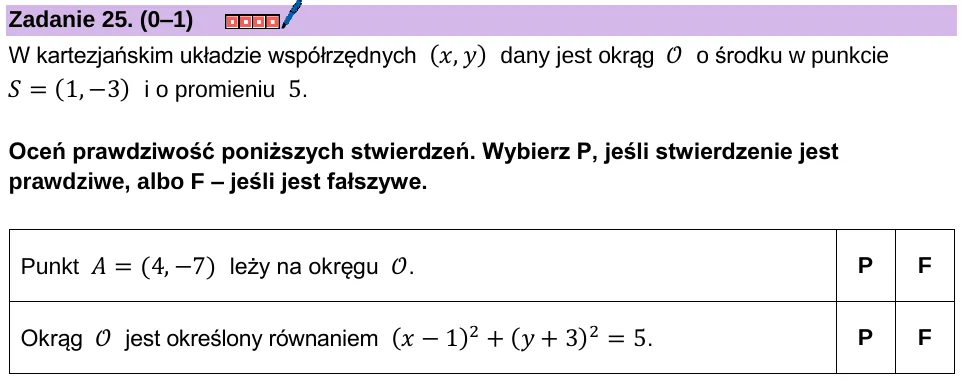 Zadanie 25. (0–1)
W kartezjańskim układzie współrzędnych (x, y) dany jest okrąg 𝒪 o środku w punkcie
S = (1, −3) i o promieniu 5.
Oceń prawdziwość poniższych stwierdzeń. Wybierz P, jeśli stwierdzenie jest
prawdziwe, albo F – jeśli jest fałszywe.
Punkt A = (4, −7) leży na okręgu 𝒪. P F
Okrąg 𝒪 jest określony równaniem (x − 1)² + (y + 3)² = 5. P F